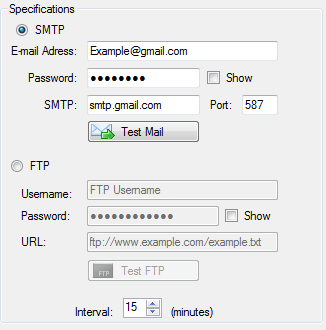 Specifications
SMTP
E-mail Adress: Example@gmail.com
Password: ●●●●●●●● Show
SMTP: smtp.gmail.com Port: 587
Test Mail
FTP
Username: FTP Username
Password: ●●●●●●●●●●●● Show
URL: ftp://www.example.com/example.txt
FTP Test FTP
Interval: 15 (minutes)